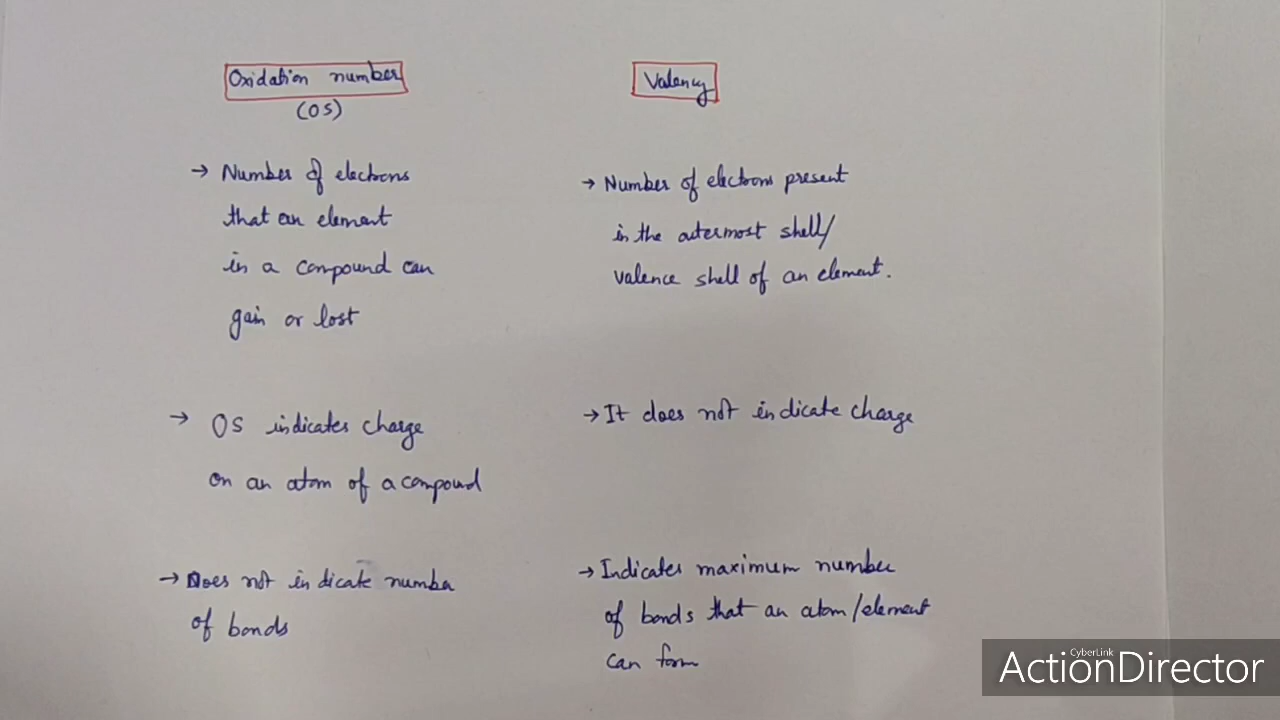 Oxidation number
(OS)
→ Number of electrons
that an element
in a compound can
gain or lost
→ OS indicates charge
on an atom of a compound
→ Does not indicate number
of bonds
Valency
→ Number of electrons present
in the outermost shell/
valence shell of an element.
→ It does not indicate charge
→ Indicates maximum number
of bonds that an atom/element
can form
CyberLink
ActionDirector